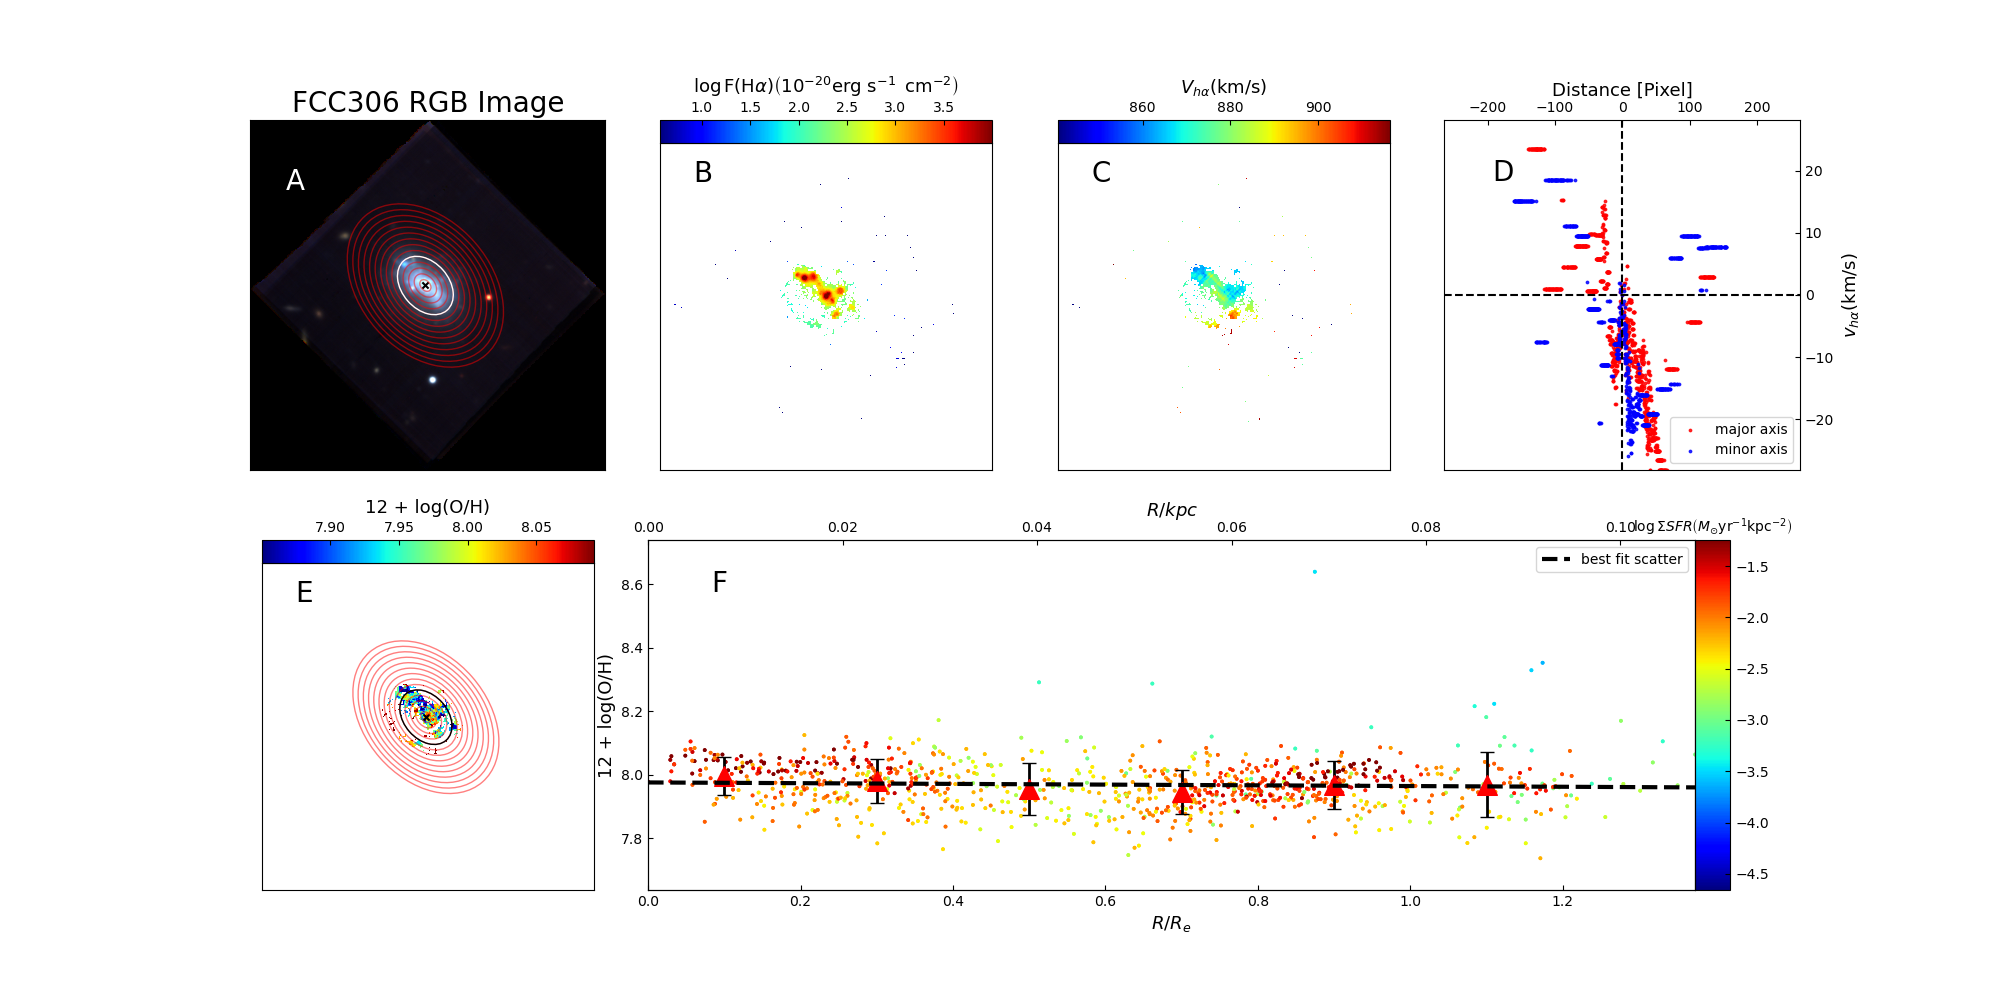 FCC306 RGB Image
A
log F(Hα)(10⁻²⁰erg s⁻¹ cm⁻²)
1.0 1.5 2.0 2.5 3.0 3.5
B
V_hα(km/s)
860 880 900
C
Distance [Pixel]
−200 −100 0 100 200
D
20
10
0
−10
−20
v_hα(km/s)
major axis
minor axis
12 + log(O/H)
7.90 7.95 8.00 8.05
E
R/kpc
0.00 0.02 0.04 0.06 0.08 0.10
log ΣSFR(M⊙yr⁻¹kpc⁻²)
F
best fit scatter
12 + log(O/H)
8.6
8.4
8.2
8.0
7.8
0.0 0.2 0.4 0.6 0.8 1.0 1.2
R/Rₑ
−1.5
−2.0
−2.5
−3.0
−3.5
−4.0
−4.5